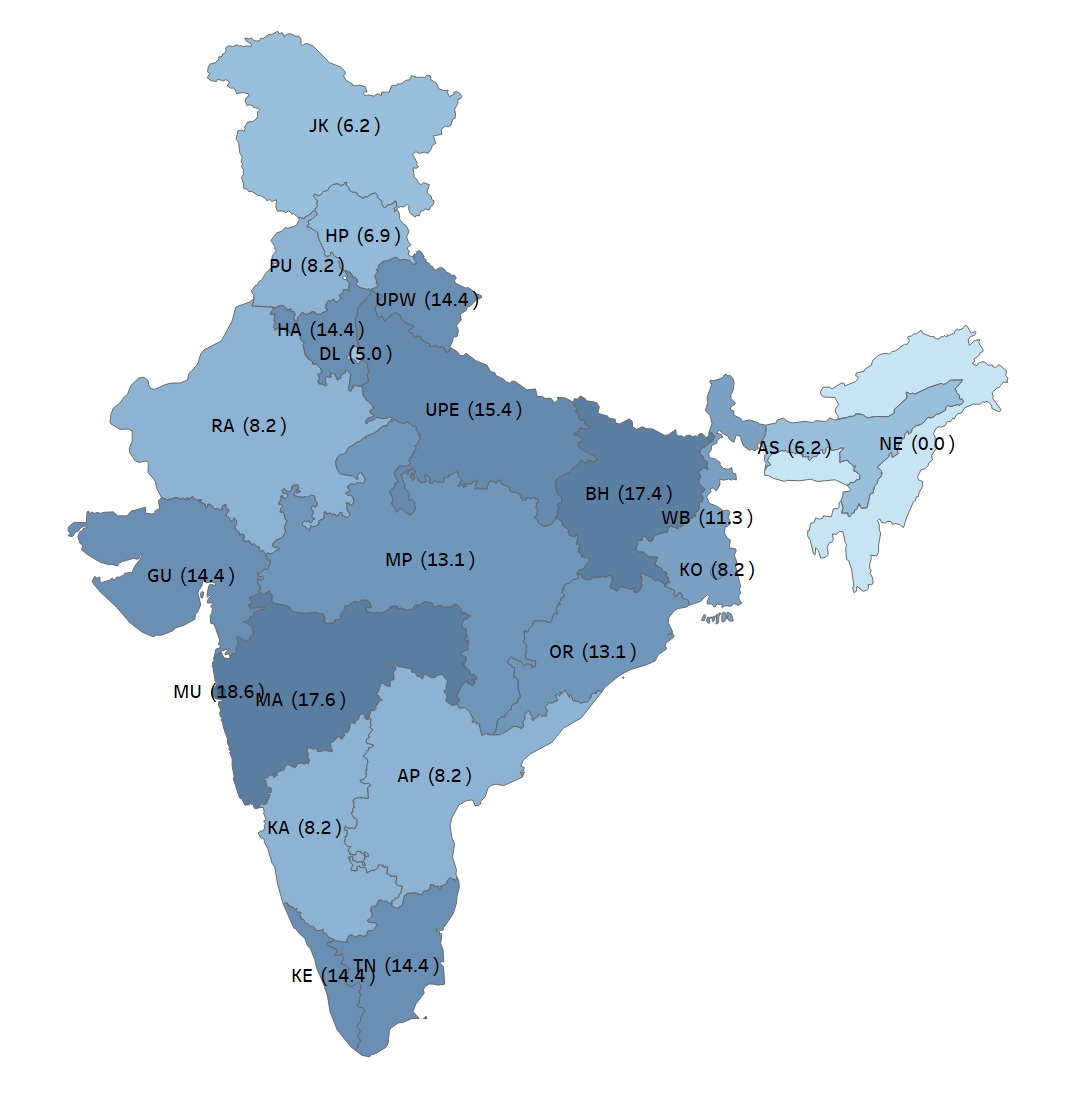 JK (6.2)
HP (6.9)
PU (8.2)
UPW (14.4)
HA (14.4)
DL (5.0)
UPE (15.4)
RA (8.2)
AS (6.2)
NE (0.0)
BH (17.4)
WB (11.3)
MP (13.1)
KO (8.2)
GU (14.4)
OR (13.1)
MU (18.6)
MA (17.6)
AP (8.2)
KA (8.2)
TN (14.4)
KE (14.4)